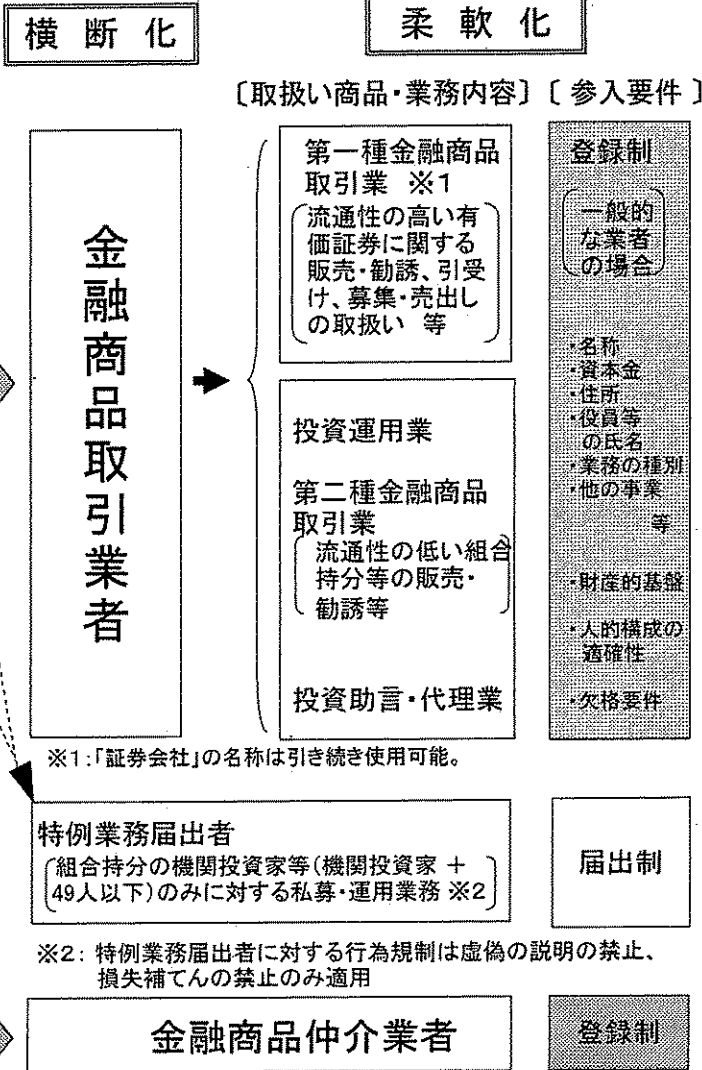 横断化
柔軟化
〔取扱い商品・業務内容〕
〔参入要件〕
金融商品取引業者
第一種金融商品
取引業 ※1
流通性の高い有
価証券に関する
販売・勧誘、引受
け、募集・売出し
の取扱い 等
投資運用業
第二種金融商品
取引業
流通性の低い組合
持分等の販売・
勧誘等
投資助言・代理業
登録制
一般的
な業者
の場合
・名称
・資本金
・住所
・役員等
の氏名
・業務の種別
・他の事業
等
・財産的基盤
・人的構成の
適確性
・欠格要件
※1:「証券会社」の名称は引き続き使用可能。
特例業務届出者
組合持分の機関投資家等(機関投資家 +
49人以下)のみに対する私募・運用業務 ※2
届出制
※2: 特例業務届出者に対する行為規制は虚偽の説明の禁止、
損失補てんの禁止のみ適用
金融商品仲介業者
登録制